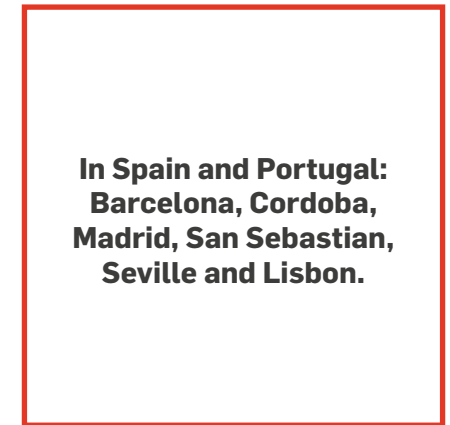 In Spain and Portugal:
Barcelona, Cordoba,
Madrid, San Sebastian,
Seville and Lisbon.